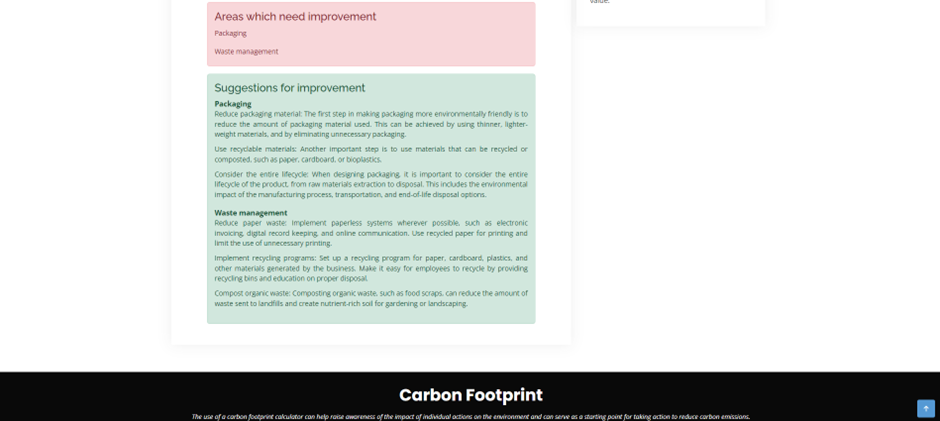 value.
Areas which need improvement
Packaging
Waste management
Suggestions for improvement
Packaging
Reduce packaging material: The first step in making packaging more environmentally friendly is to
reduce the amount of packaging material used. This can be achieved by using thinner, lighter-
weight materials, and by eliminating unnecessary packaging.
Use recyclable materials: Another important step is to use materials that can be recycled or
composted, such as paper, cardboard, or bioplastics.
Consider the entire lifecycle: When designing packaging, it is important to consider the entire
lifecycle of the product, from raw materials extraction to disposal. This includes the environmental
impact of the manufacturing process, transportation, and end-of-life disposal options.
Waste management
Reduce paper waste: Implement paperless systems wherever possible, such as electronic
invoicing, digital record keeping, and online communication. Use recycled paper for printing and
limit the use of unnecessary printing.
Implement recycling programs: Set up a recycling program for paper, cardboard, plastics, and
other materials generated by the business. Make it easy for employees to recycle by providing
recycling bins and education on proper disposal.
Compost organic waste: Composting organic waste, such as food scraps, can reduce the amount of
waste sent to landfills and create nutrient-rich soil for gardening or landscaping.
Carbon Footprint
The use of a carbon footprint calculator can help raise awareness of the impact of individual actions on the environment and can serve as a starting point for taking action to reduce carbon emissions.